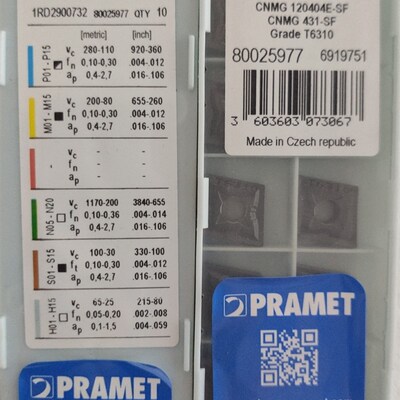 1RD2900732 80025977 QTY 10
[metric] [inch]
P01 - P15
vc 280-110 920-360
fn 0,10-0,30 .004-.012
ap 0,4-2,7 .016-.106
M01 - M15
vc 200-80 655-260
fn 0,10-0,30 .004-.012
ap 0,4-2,7 .016-.106
vc - -
fn - -
ap - -
N05 - N20
vc 1170-200 3840-655
fn 0,10-0,36 .004-.014
ap 0,4-2,7 .016-.106
S01 - S15
vc 100-30 330-100
fn 0,10-0,30 .004-.012
ap 0,4-2,7 .016-.106
H01 - H15
vc 65-25 215-80
fn 0,05-0,20 .002-.008
ap 0,1-1,5 .004-.059
PRAMET
CNMG 120404E-SF
CNMG 431-SF
Grade T6310
80025977 6919751
3 603603 073067
Made in Czech republic
PRAMET